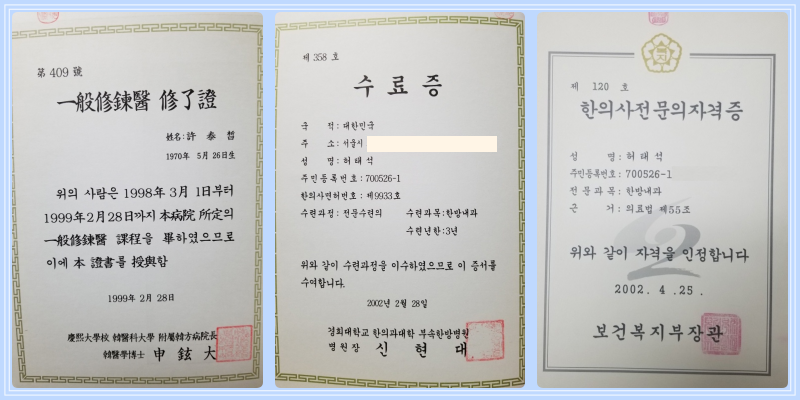 第 409 號
一般修鍊醫 修了證
姓名: 許 泰 晳
1970年 5月 26日生
위의 사람은 1998年 3月 1日부터
1999年2月28日까지 本病院 所定의
一般修鍊醫 課程을 畢하였으므로
이에 本 證書를 授與함
1999年 2月 28日
慶熙大學校 韓醫科大學 附屬韓方病院長
韓醫學博士 申 鉉 大
제 358 호
수 료 증
국 적 : 대한민국
주 소 : 서울시
성 명 : 허 태 석
주민등록번호 : 700526-1
한의사면허번호 : 제9933호
수련과정 : 전문수련의 수련과목 : 한방내과
수련년한 : 3년
위와 같이 수련과정을 이수하였으므로 이 증서를
수여합니다.
2002년 2월 28일
경희대학교 한의과대학 부속한방병원
병 원 장 신 현 대
복지
제 120 호
한의사전문의자격증
성 명 : 허 태 석
주민등록번호 : 700526-1
전 문 과 목 : 한방내과
근 거 : 의료법 제55조
위와 같이 자격을 인정합니다
2002. 4 .25 .
보건복지부장관